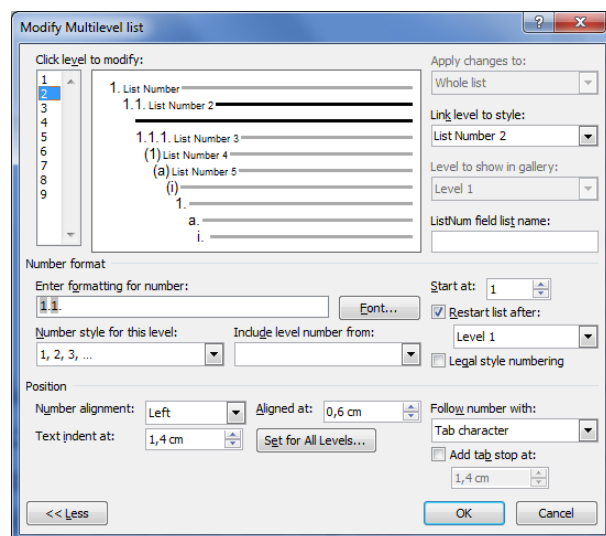 Modify Multilevel list
Click level to modify:
1
2
3
4
5
6
7
8
9
1. List Number
1.1. List Number 2
1.1.1. List Number 3
(1) List Number 4
(a) List Number 5
(i)
1.
a.
i.
Apply changes to:
Whole list
Link level to style:
List Number 2
Level to show in gallery:
Level 1
ListNum field list name:
Number format
Enter formatting for number:
1.1.
Font...
Number style for this level:
1, 2, 3, ...
Include level number from:
Start at: 1
Restart list after:
Level 1
Legal style numbering
Position
Number alignment: Left
Aligned at: 0,6 cm
Text indent at: 1,4 cm
Set for All Levels...
Follow number with:
Tab character
Add tab stop at:
1,4 cm
<< Less
OK
Cancel